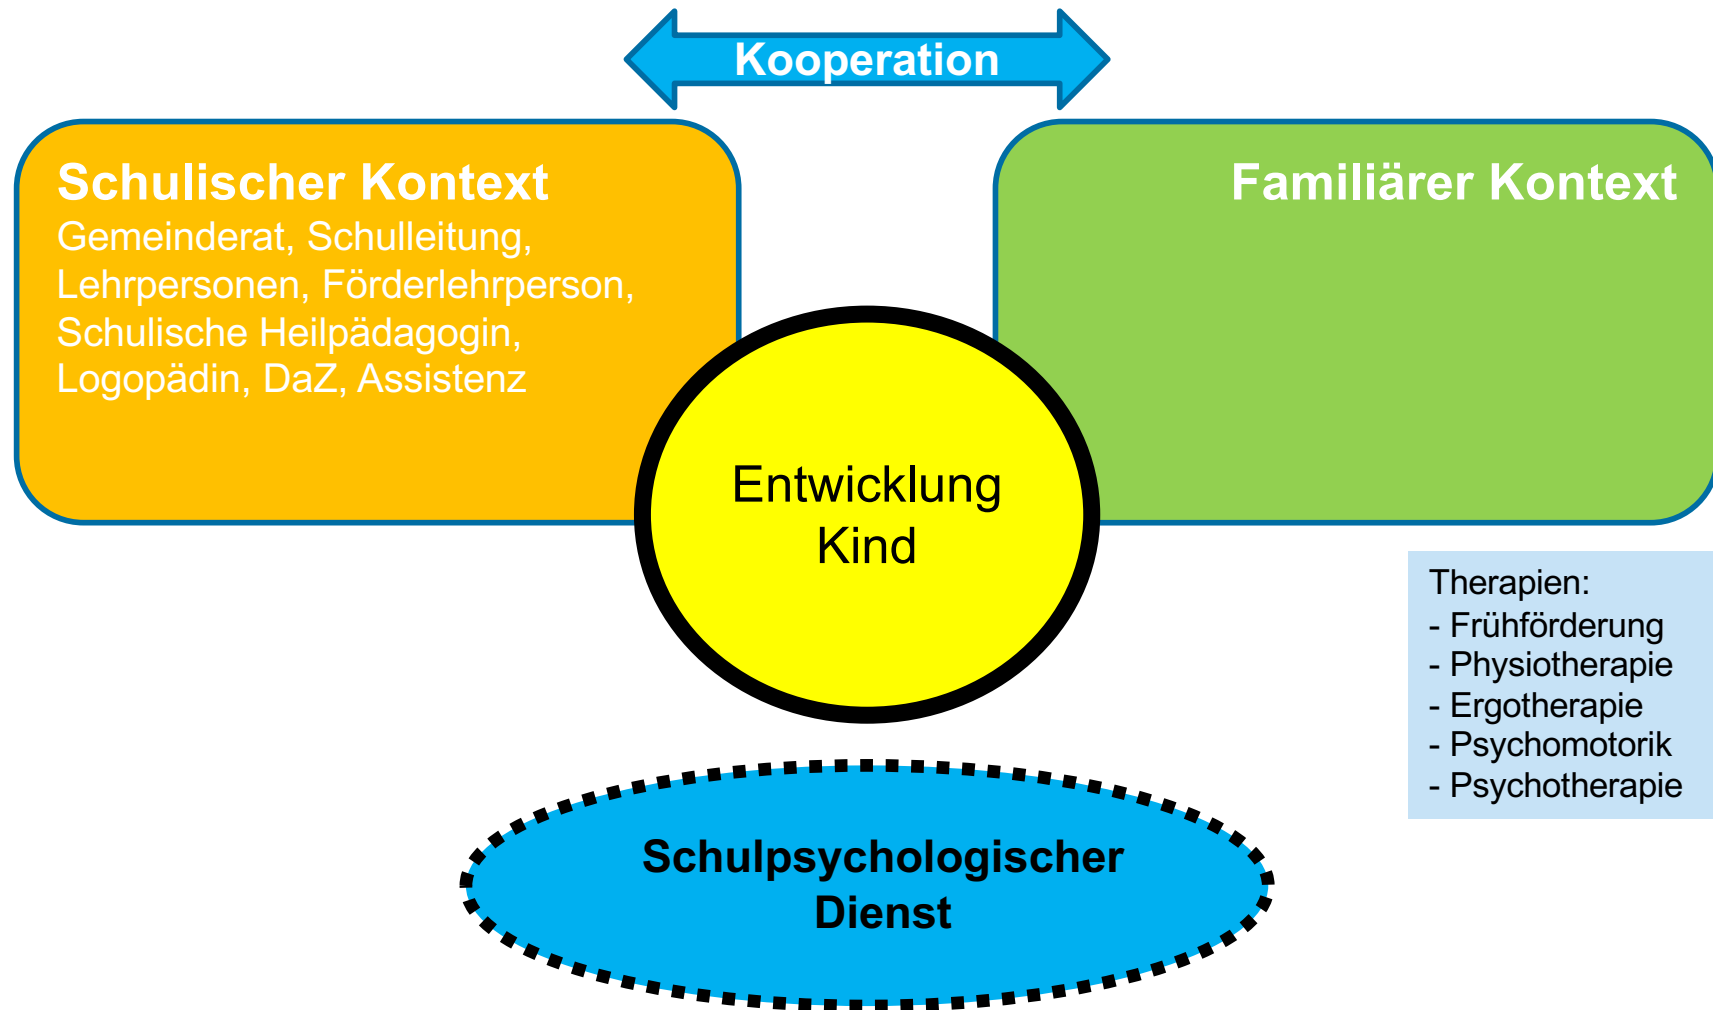 Kooperation
Schulischer Kontext
Gemeinderat, Schulleitung,
Lehrpersonen, Förderlehrperson,
Schulische Heilpädagogin,
Logopädin, DaZ, Assistenz
Familiärer Kontext
Entwicklung
Kind
Therapien:
- Frühförderung
- Physiotherapie
- Ergotherapie
- Psychomotorik
- Psychotherapie
Schulpsychologischer
Dienst